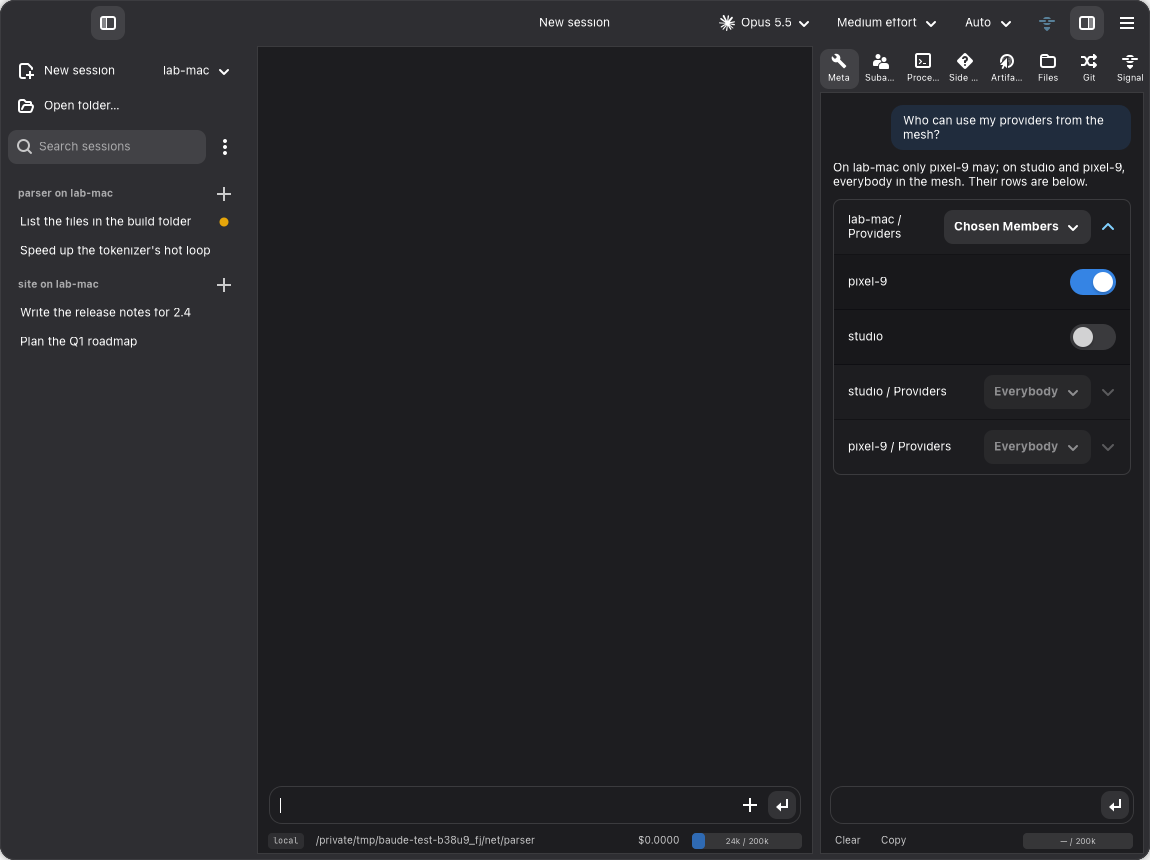 New session
Opus 5.5
Medium effort
Auto
New session
lab-mac
Open folder...
Search sessions
parser on lab-mac
List the files in the build folder
Speed up the tokenizer's hot loop
site on lab-mac
Write the release notes for 2.4
Plan the Q1 roadmap
local
/private/tmp/baude-test-b38u9_fj/net/parser
$0.0000
24k / 200k
Meta
Suba...
Proce...
Side ...
Artifa...
Files
Git
Signal
Who can use my providers from the
mesh?
On lab-mac only pixel-9 may; on studio and pixel-9,
everybody in the mesh. Their rows are below.
lab-mac /
Providers
Chosen Members
pixel-9
studio
studio / Providers
Everybody
pixel-9 / Providers
Everybody
Clear
Copy
— / 200k